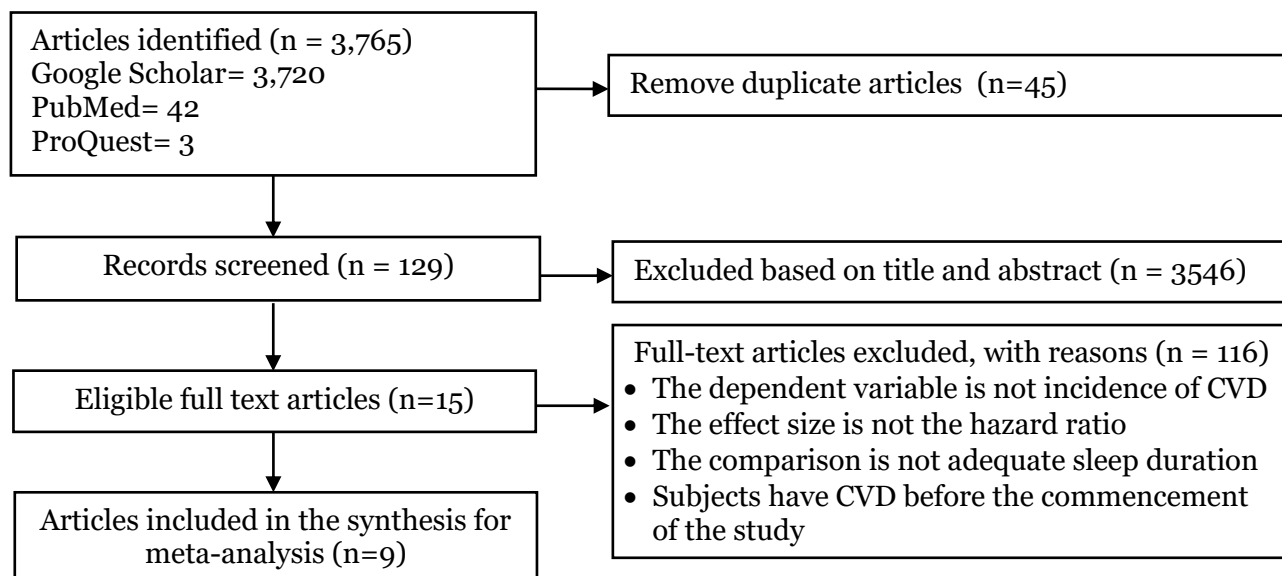 Articles identified (n = 3,765)
Google Scholar= 3,720
PubMed= 42
ProQuest= 3
Remove duplicate articles  (n=45)
Records screened (n = 129)
Excluded based on title and abstract (n = 3546)
Eligible full text articles (n=15)
Full-text articles excluded, with reasons (n = 116)
• The dependent variable is not incidence of CVD
• The effect size is not the hazard ratio
• The comparison is not adequate sleep duration
• Subjects have CVD before the commencement
of the study
Articles included in the synthesis for
meta-analysis (n=9)